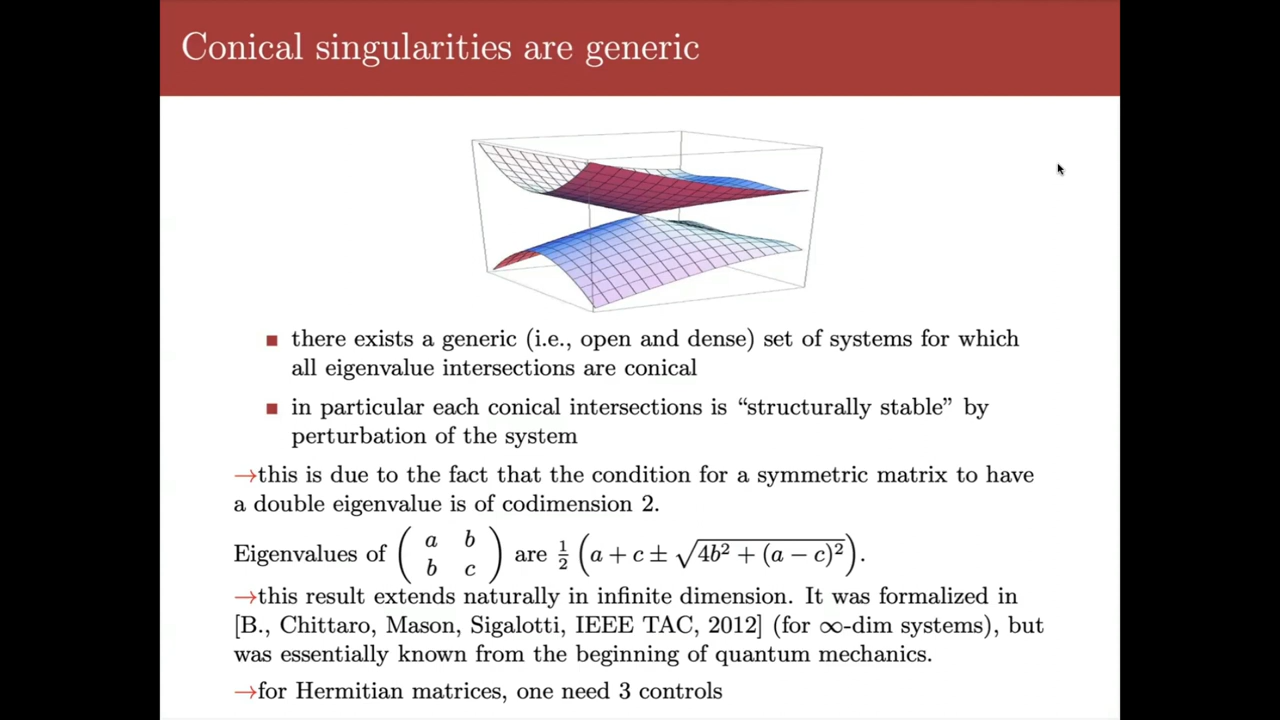 Conical singularities are generic
■ there exists a generic (i.e., open and dense) set of systems for which
all eigenvalue intersections are conical
■ in particular each conical intersections is “structurally stable” by
perturbation of the system
→this is due to the fact that the condition for a symmetric matrix to have
a double eigenvalue is of codimension 2.
Eigenvalues of ( a b ; b c ) are ½ (a + c ± √(4b² + (a − c)²)).
→this result extends naturally in infinite dimension. It was formalized in
[B., Chittaro, Mason, Sigalotti, IEEE TAC, 2012] (for ∞-dim systems), but
was essentially known from the beginning of quantum mechanics.
→for Hermitian matrices, one need 3 controls